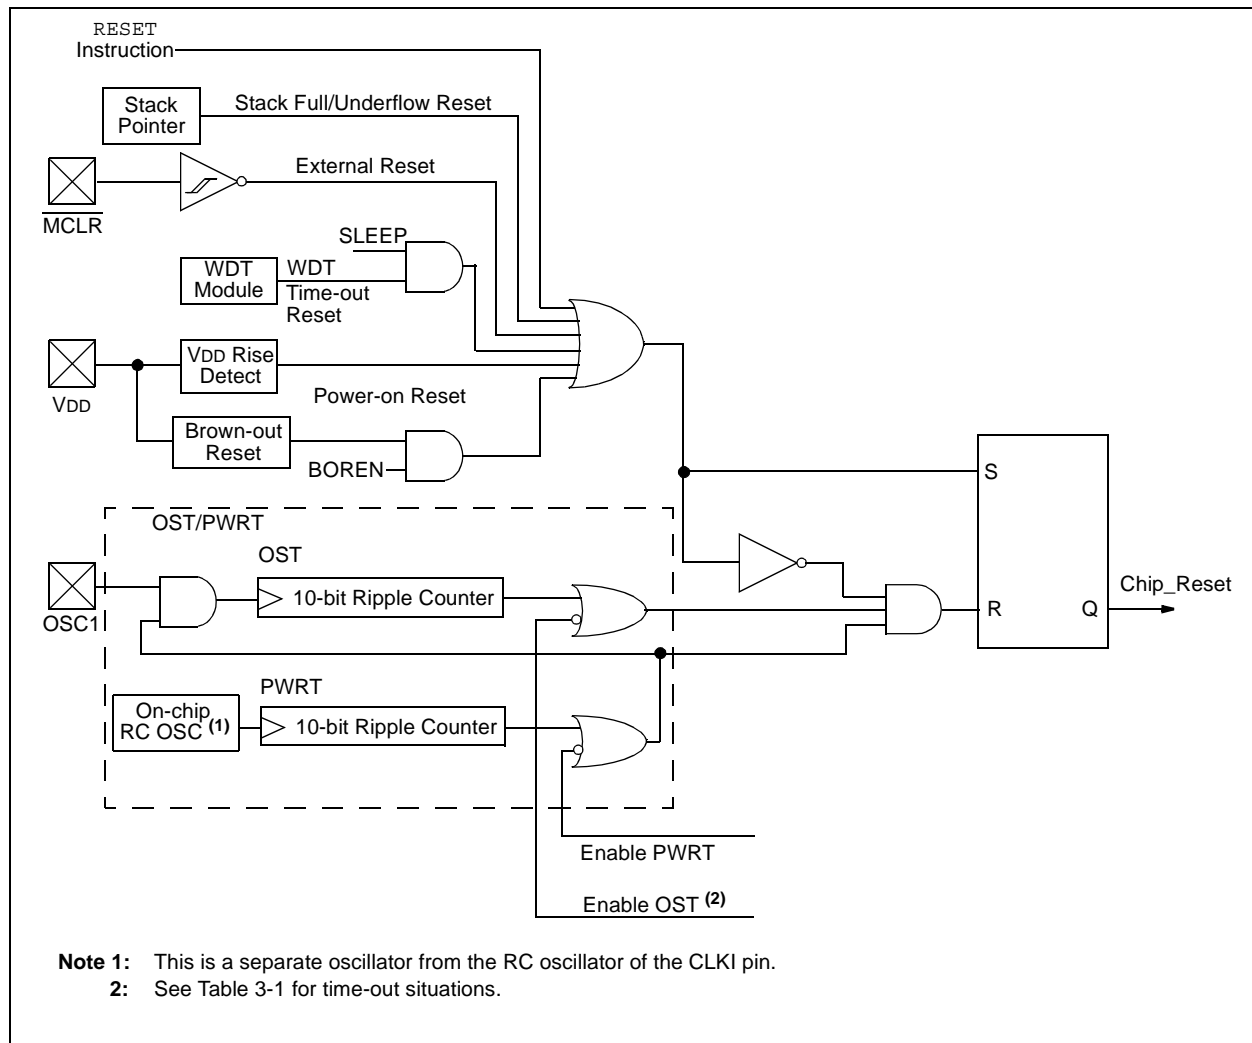 RESET
Instruction
Stack
Pointer
Stack Full/Underflow Reset
External Reset
MCLR
SLEEP
WDT
Module
WDT
Time-out
Reset
VDD Rise
Detect
VDD
Power-on Reset
Brown-out
Reset
BOREN
S
OST/PWRT
OST
10-bit Ripple Counter
OSC1
Chip_Reset
R
Q
PWRT
On-chip
RC OSC (1)
10-bit Ripple Counter
Enable PWRT
Enable OST (2)
Note 1: This is a separate oscillator from the RC oscillator of the CLKI pin.
2: See Table 3-1 for time-out situations.